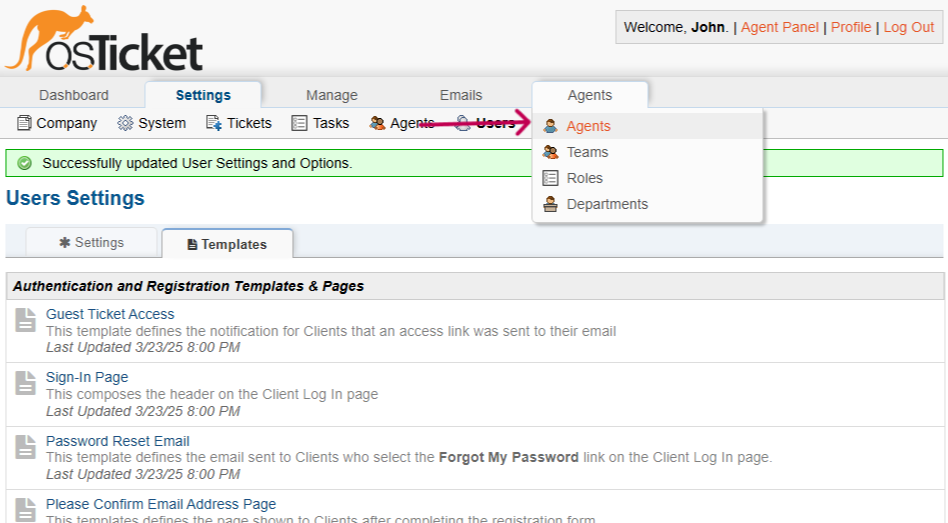 osTicket
Welcome, John. | Agent Panel | Profile | Log Out
Dashboard Settings Manage Emails Agents
Company System Tickets Tasks Agents Users
Agents
Teams
Roles
Departments
Successfully updated User Settings and Options.
Users Settings
Settings Templates
Authentication and Registration Templates & Pages
Guest Ticket Access
This template defines the notification for Clients that an access link was sent to their email
Last Updated 3/23/25 8:00 PM
Sign-In Page
This composes the header on the Client Log In page
Last Updated 3/23/25 8:00 PM
Password Reset Email
This template defines the email sent to Clients who select the Forgot My Password link on the Client Log In page.
Last Updated 3/23/25 8:00 PM
Please Confirm Email Address Page
This templates defines the page shown to Clients after completing the registration form